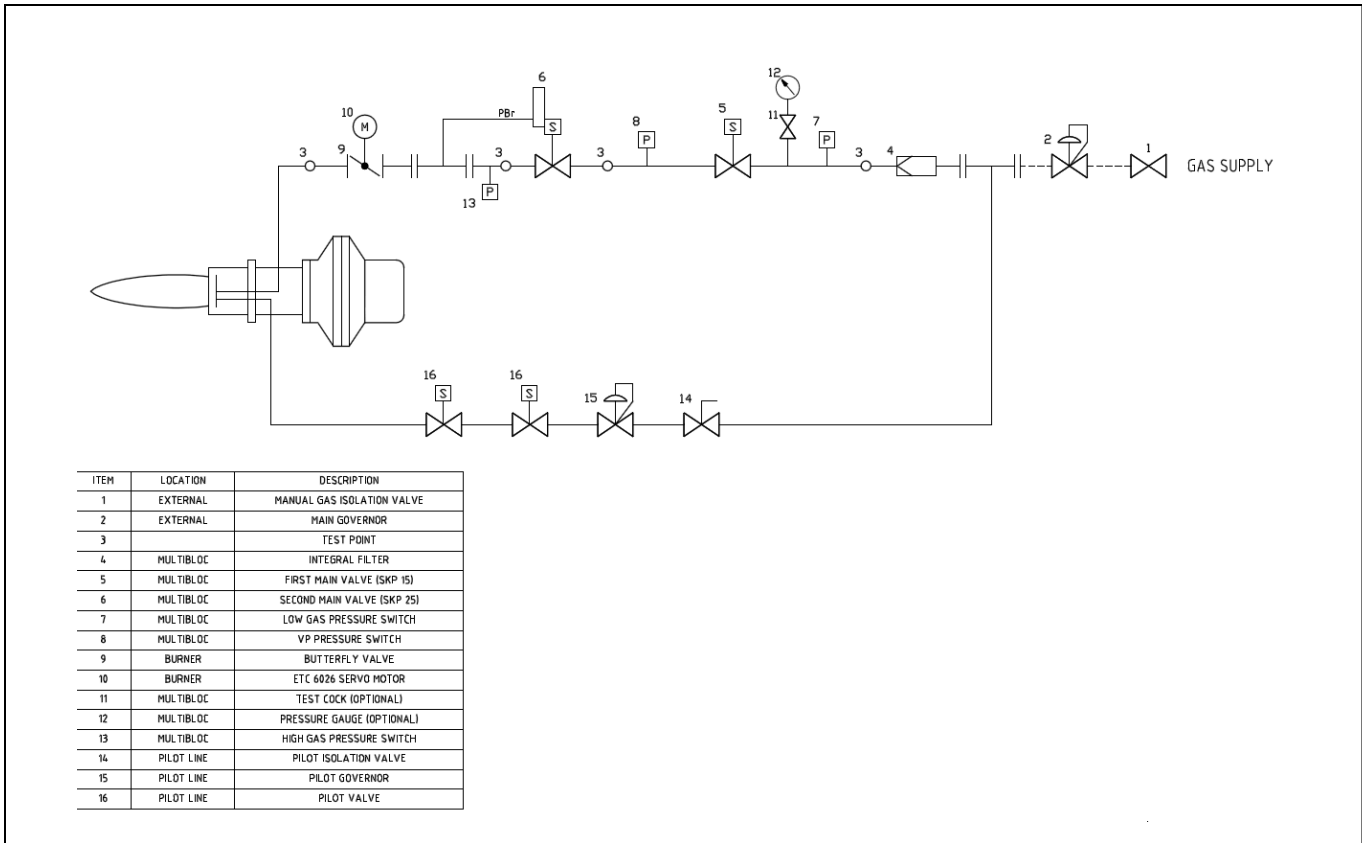 12
6
10
PBr
5
8
11
7
2
1
M
S
P
S
P
3
9
3
3
3
4
GAS SUPPLY
P
13
16
16
15
14
S
S
ITEM LOCATION DESCRIPTION
1 EXTERNAL MANUAL GAS ISOLATION VALVE
2 EXTERNAL MAIN GOVERNOR
3 TEST POINT
4 MULTIBLOC INTEGRAL FILTER
5 MULTIBLOC FIRST MAIN VALVE (SKP 15)
6 MULTIBLOC SECOND MAIN VALVE (SKP 25)
7 MULTIBLOC LOW GAS PRESSURE SWITCH
8 MULTIBLOC VP PRESSURE SWITCH
9 BURNER BUTTERFLY VALVE
10 BURNER ETC 6026 SERVO MOTOR
11 MULTIBLOC TEST COCK (OPTIONAL)
12 MULTIBLOC PRESSURE GAUGE (OPTIONAL)
13 MULTIBLOC HIGH GAS PRESSURE SWITCH
14 PILOT LINE PILOT ISOLATION VALVE
15 PILOT LINE PILOT GOVERNOR
16 PILOT LINE PILOT VALVE